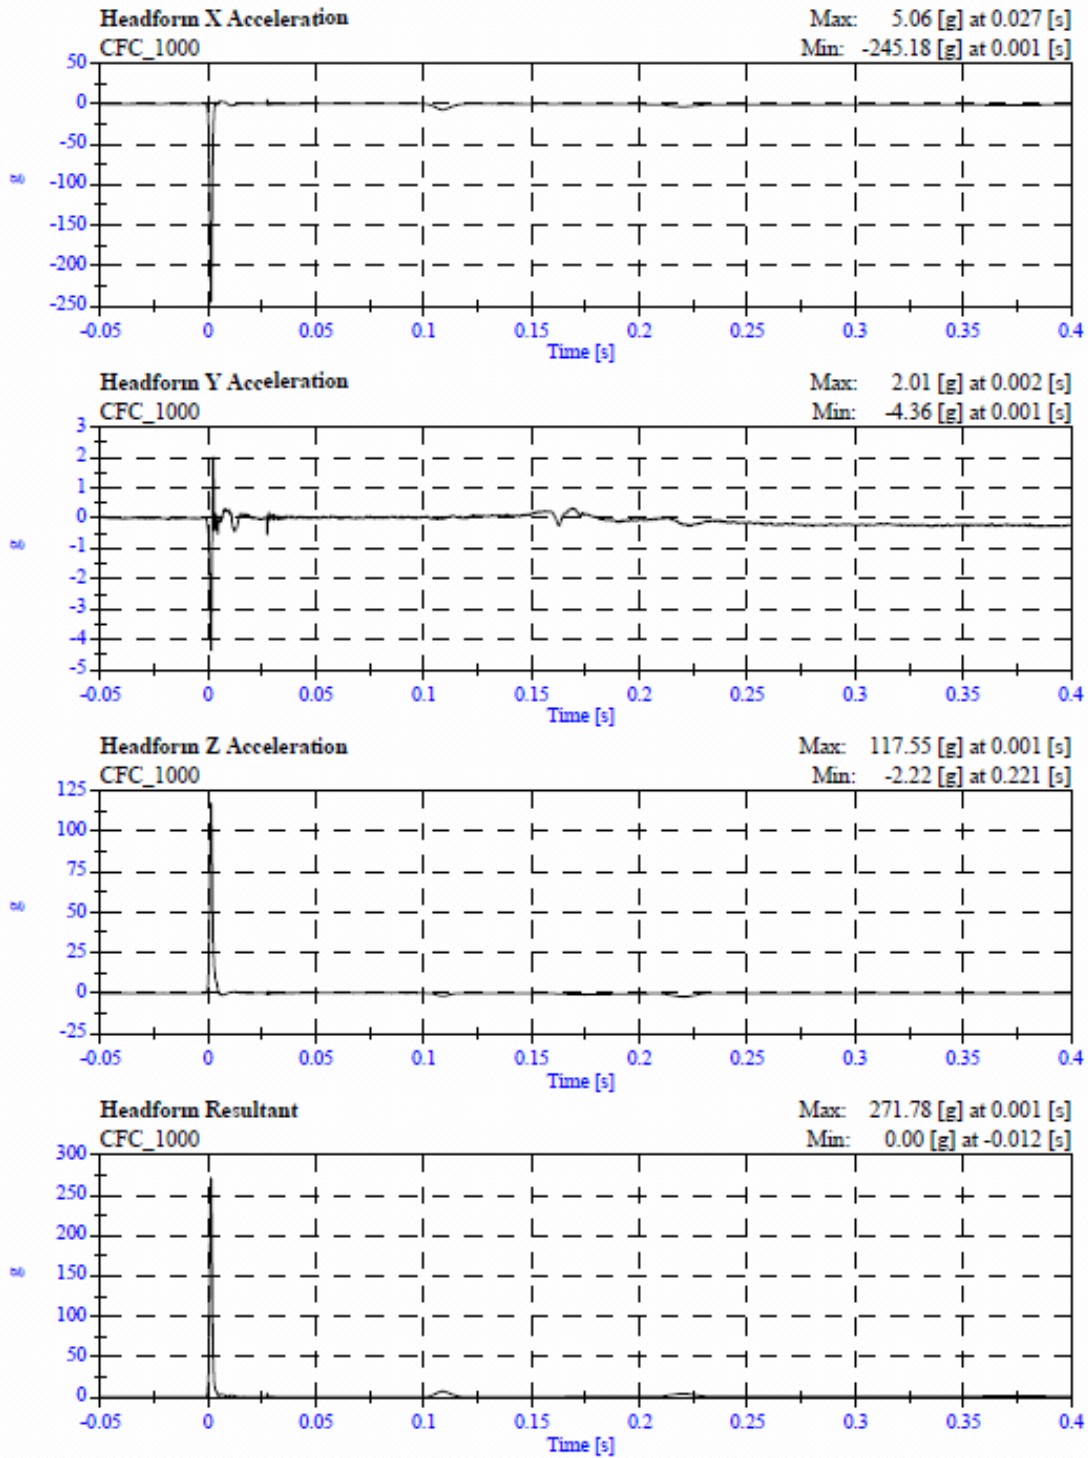 Headform X Acceleration Max: 5.06 [g] at 0.027 [s]
CFC_1000 Min: -245.18 [g] at 0.001 [s]
50
0
-50
-100
g
-150
-200
-250
-0.05 0 0.05 0.1 0.15 0.2 0.25 0.3 0.35 0.4
Time [s]
Headform Y Acceleration Max: 2.01 [g] at 0.002 [s]
CFC_1000 Min: -4.36 [g] at 0.001 [s]
3
2
1
0
g
-1
-2
-3
-4
-5
-0.05 0 0.05 0.1 0.15 0.2 0.25 0.3 0.35 0.4
Time [s]
Headform Z Acceleration Max: 117.55 [g] at 0.001 [s]
CFC_1000 Min: -2.22 [g] at 0.221 [s]
125
100
75
g
50
25
0
-25
-0.05 0 0.05 0.1 0.15 0.2 0.25 0.3 0.35 0.4
Time [s]
Headform Resultant Max: 271.78 [g] at 0.001 [s]
CFC_1000 Min: 0.00 [g] at -0.012 [s]
300
250
200
g
150
100
50
0
-0.05 0 0.05 0.1 0.15 0.2 0.25 0.3 0.35 0.4
Time [s]